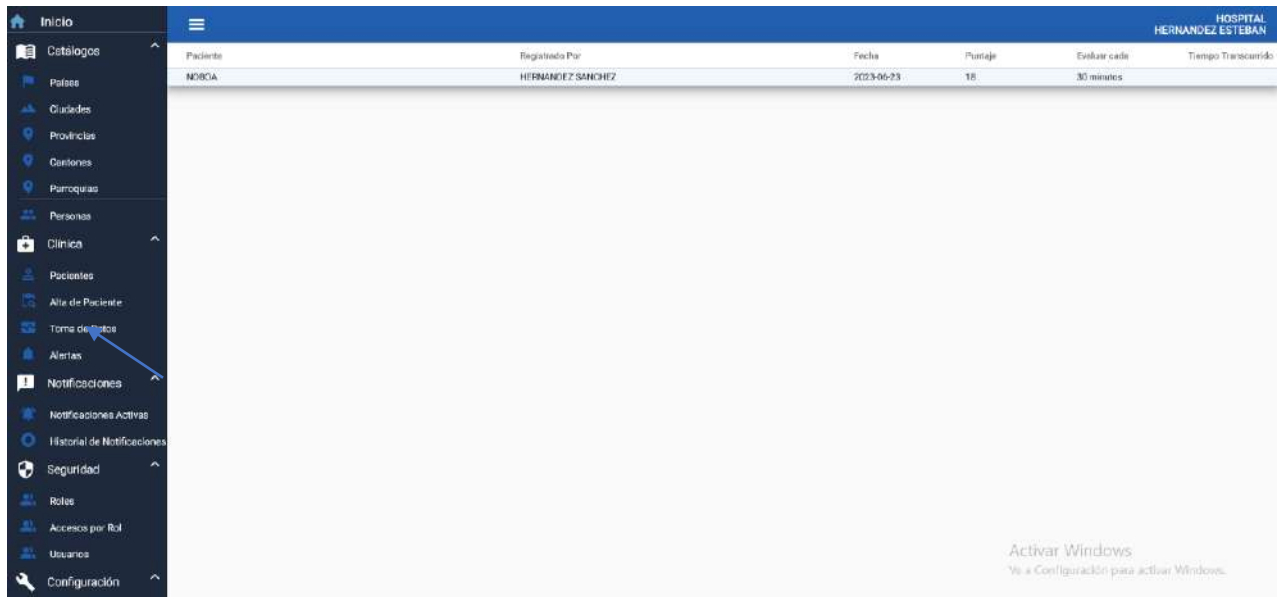 Inicio
Catálogos
Países
Ciudades
Provincias
Cantones
Parroquias
Personas
Clínica
Pacientes
Alta de Paciente
Toma de Datos
Alertas
Notificaciones
Notificaciones Activas
Historial de Notificaciones
Seguridad
Roles
Accesos por Rol
Usuarios
Configuración
HOSPITAL
HERNANDEZ ESTEBAN
Paciente Registrado Por Fecha Puntaje Evaluar cada Tiempo Transcurrido
NOBOA HERNANDEZ SANCHEZ 2023-06-23 18 30 minutos
Activar Windows
Ve a Configuración para activar Windows.